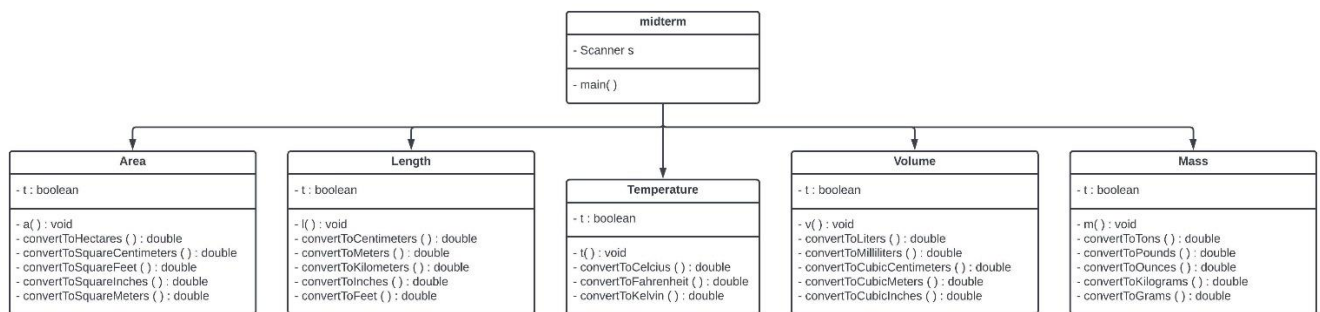 midterm
- Scanner s
- main( )
Area
- t : boolean
- a( ) : void
- convertToHectares ( ) : double
- convertToSquareCentimeters ( ) : double
- convertToSquareFeet ( ) : double
- convertToSquareInches ( ) : double
- convertToSquareMeters ( ) : double
Length
- t : boolean
- l() : void
- convertToCentimeters ( ) : double
- convertToMeters ( ) : double
- convertToKilometers ( ) : double
- convertToInches ( ) : double
- convertToFeet ( ) : double
Temperature
- t : boolean
- t() : void
- convertToCelcius ( ) : double
- convertToFahrenheit ( ) : double
- convertToKelvin ( ) : double
Volume
- t : boolean
- v() : void
- convertToLiters ( ) : double
- convertToMilliliters ( ) : double
- convertToCubicCentimeters ( ) : double
- convertToCubicMeters ( ) : double
- convertToCubicInches ( ) : double
Mass
- t : boolean
- m() : void
- convertToTons ( ) : double
- convertToPounds ( ) : double
- convertToOunces ( ) : double
- convertToKilograms ( ) : double
- convertToGrams ( ) : double